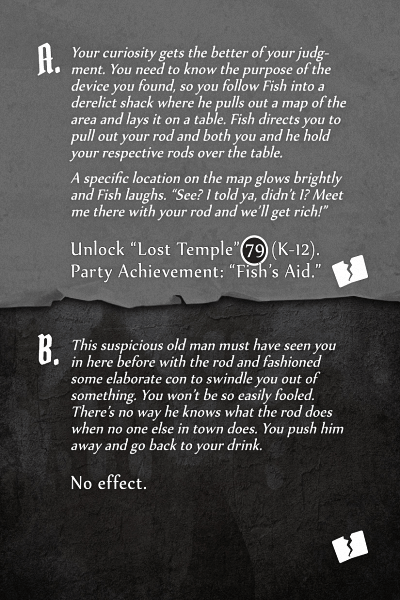 A.
Your curiosity gets the better of your judg-
ment. You need to know the purpose of the
device you found, so you follow Fish into a
derelict shack where he pulls out a map of the
area and lays it on a table. Fish directs you to
pull out your rod and both you and he hold
your respective rods over the table.
A specific location on the map glows brightly
and Fish laughs. “See? I told ya, didn’t I? Meet
me there with your rod and we’ll get rich!”
Unlock “Lost Temple” 79 (K-12).
Party Achievement: “Fish’s Aid.”
B.
This suspicious old man must have seen you
in here before with the rod and fashioned
some elaborate con to swindle you out of
something. You won’t be so easily fooled.
There’s no way he knows what the rod does
when no one else in town does. You push him
away and go back to your drink.
No effect.